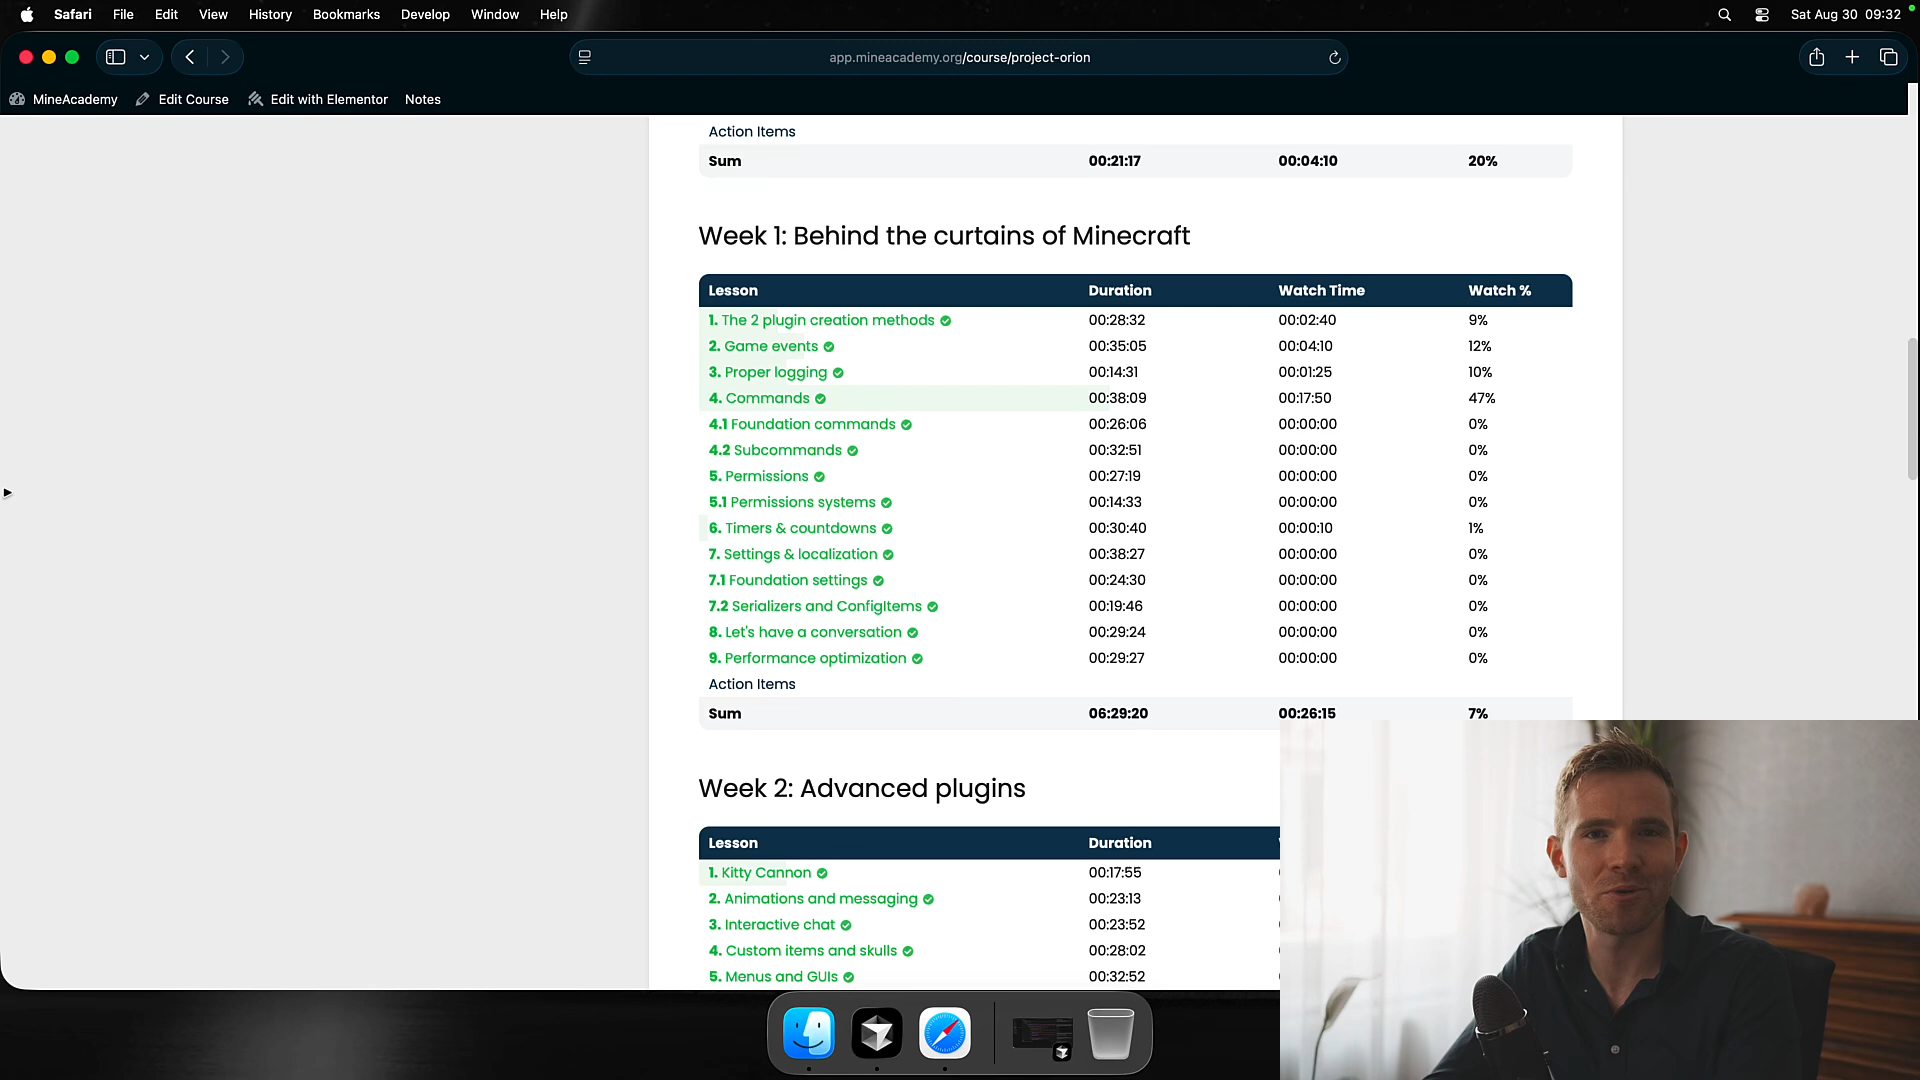 Safari File Edit View History Bookmarks Develop Window Help Sat Aug 30 09:32
app.mineacademy.org/course/project-orion
MineAcademy Edit Course Edit with Elementor Notes
Action Items
Sum 00:21:17 00:04:10 20%
Week 1: Behind the curtains of Minecraft
Lesson Duration Watch Time Watch %
1. The 2 plugin creation methods 00:28:32 00:02:40 9%
2. Game events 00:35:05 00:04:10 12%
3. Proper logging 00:14:31 00:01:25 10%
4. Commands 00:38:09 00:17:50 47%
4.1 Foundation commands 00:26:06 00:00:00 0%
4.2 Subcommands 00:32:51 00:00:00 0%
5. Permissions 00:27:19 00:00:00 0%
5.1 Permissions systems 00:14:33 00:00:00 0%
6. Timers & countdowns 00:30:40 00:00:10 1%
7. Settings & localization 00:38:27 00:00:00 0%
7.1 Foundation settings 00:24:30 00:00:00 0%
7.2 Serializers and ConfigItems 00:19:46 00:00:00 0%
8. Let's have a conversation 00:29:24 00:00:00 0%
9. Performance optimization 00:29:27 00:00:00 0%
Action Items
Sum 06:29:20 00:26:15 7%
Week 2: Advanced plugins
Lesson Duration
1. Kitty Cannon 00:17:55
2. Animations and messaging 00:23:13
3. Interactive chat 00:23:52
4. Custom items and skulls 00:28:02
5. Menus and GUIs 00:32:52